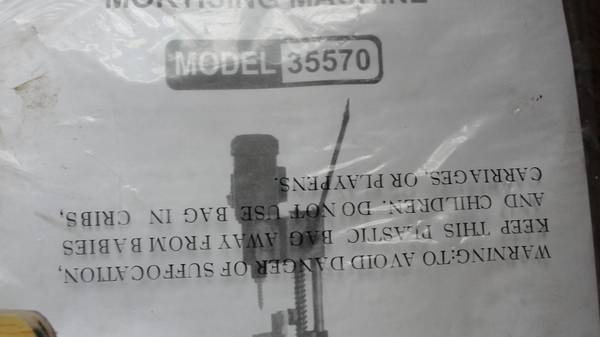 MORTISING MACHINE
MODEL 35570
WARNING:TO AVOID DANGER OF SUFFOCATION,
KEEP THIS PLASTIC BAG AWAY FROM BABIES
AND CHILDREN. DO NOT USE BAG IN CRIBS,
CARRIAGES, OR PLAYPENS.